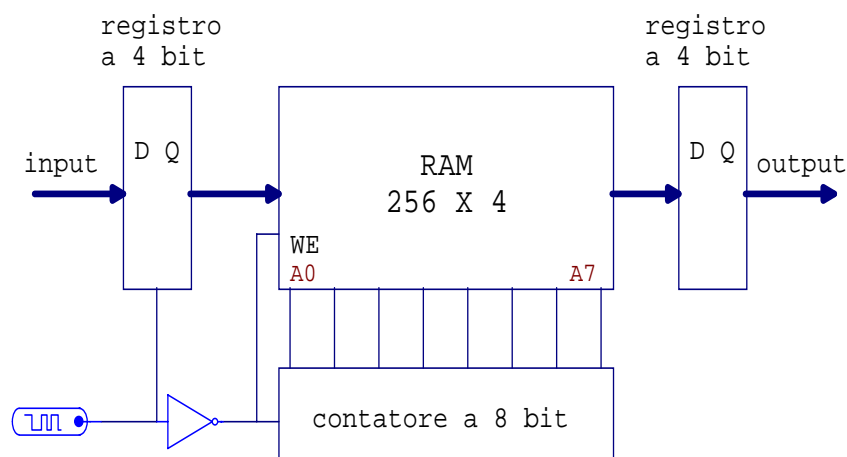 registro
a 4 bit
registro
a 4 bit
input
D Q
RAM
256 X 4
D Q
output
WE
A0
A7
contatore a 8 bit